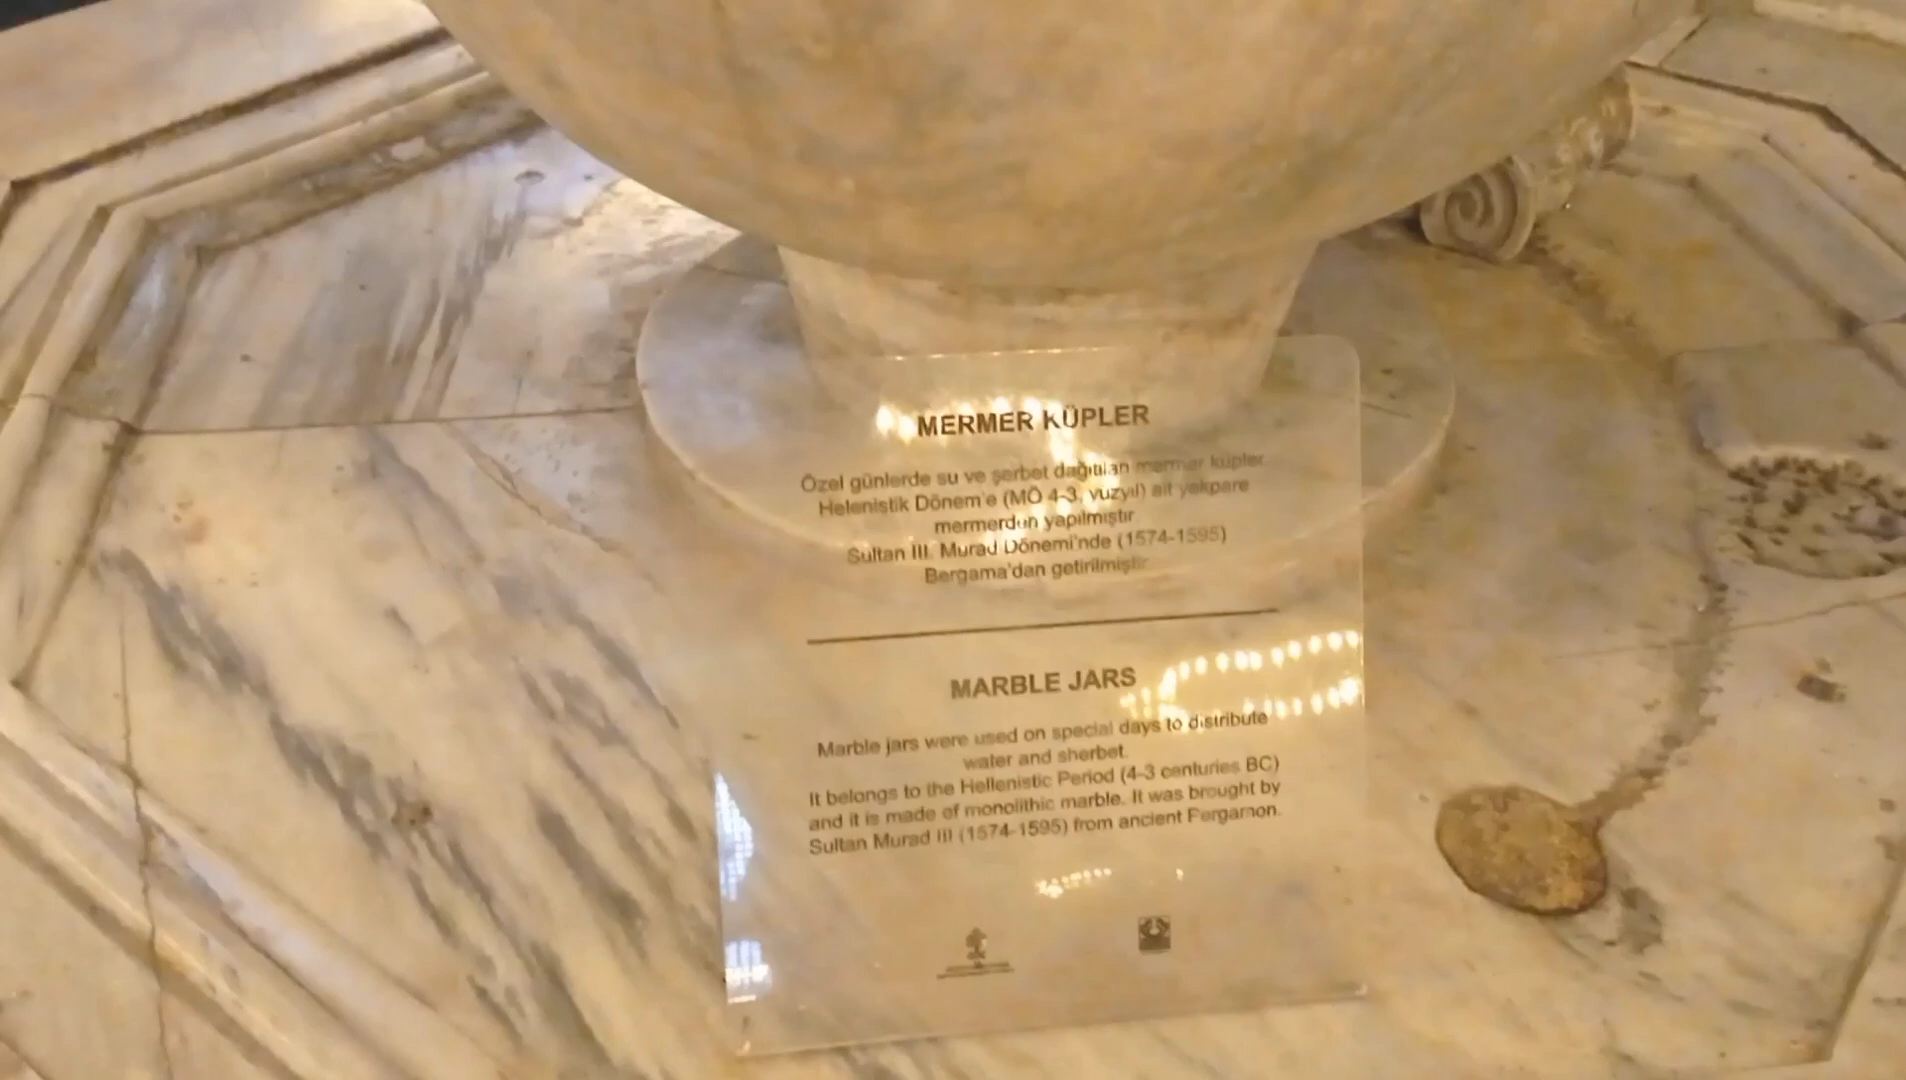 MERMER KÜPLER
Özel günlerde su ve şerbet dağıtılan mermer küpler
Helenistik Dönem'e (MÖ 4-3. yüzyıl) ait yekpare
mermerden yapılmıştır.
Sultan III. Murad Dönemi'nde (1574-1595)
Bergama'dan getirilmiştir.
MARBLE JARS
Marble jars were used on special days to distribute
water and sherbet.
It belongs to the Hellenistic Period (4-3 centuries BC)
and it is made of monolithic marble. It was brought by
Sultan Murad III (1574-1595) from ancient Pergamon.